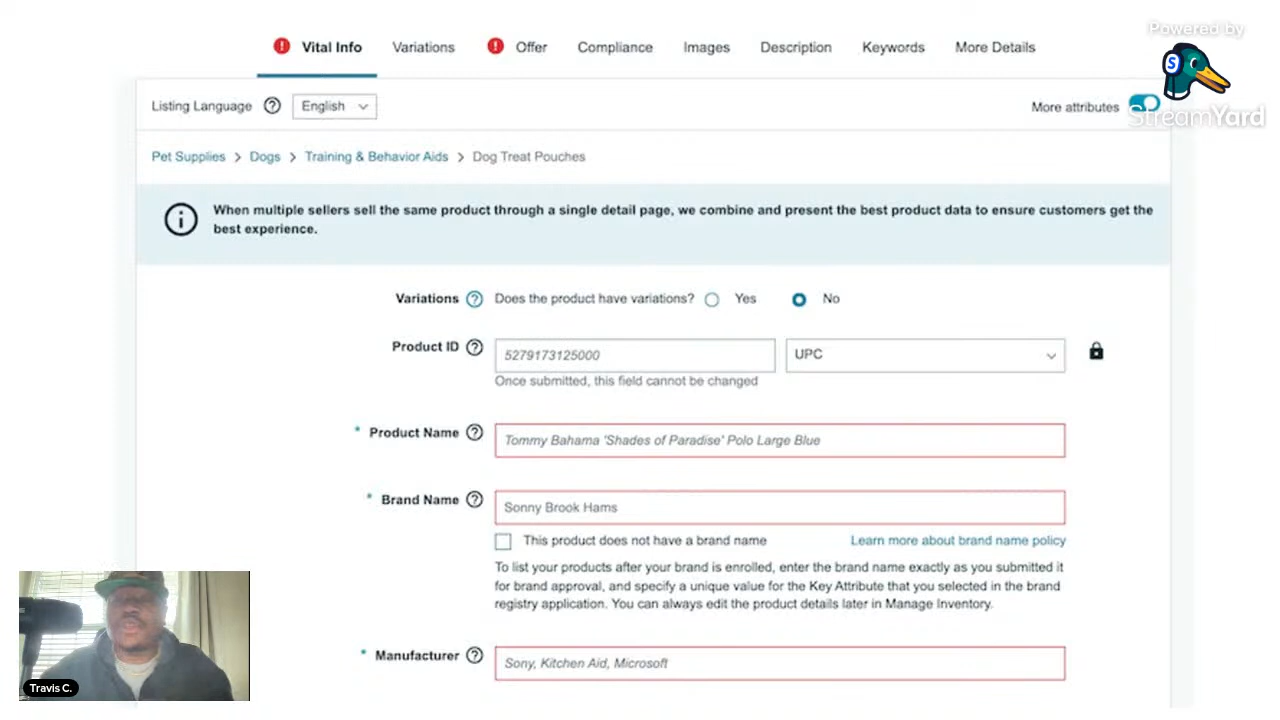 Powered by
StreamYard
Vital Info Variations Offer Compliance Images Description Keywords More Details
Listing Language English
More attributes
Pet Supplies > Dogs > Training & Behavior Aids > Dog Treat Pouches
When multiple sellers sell the same product through a single detail page, we combine and present the best product data to ensure customers get the
best experience.
Variations Does the product have variations? Yes No
Product ID 5279173125000 UPC
Once submitted, this field cannot be changed
* Product Name Tommy Bahama 'Shades of Paradise' Polo Large Blue
* Brand Name Sonny Brook Hams
This product does not have a brand name Learn more about brand name policy
To list your products after your brand is enrolled, enter the brand name exactly as you submitted it
for brand approval, and specify a unique value for the Key Attribute that you selected in the brand
registry application. You can always edit the product details later in Manage Inventory.
* Manufacturer Sony, Kitchen Aid, Microsoft
Travis C.